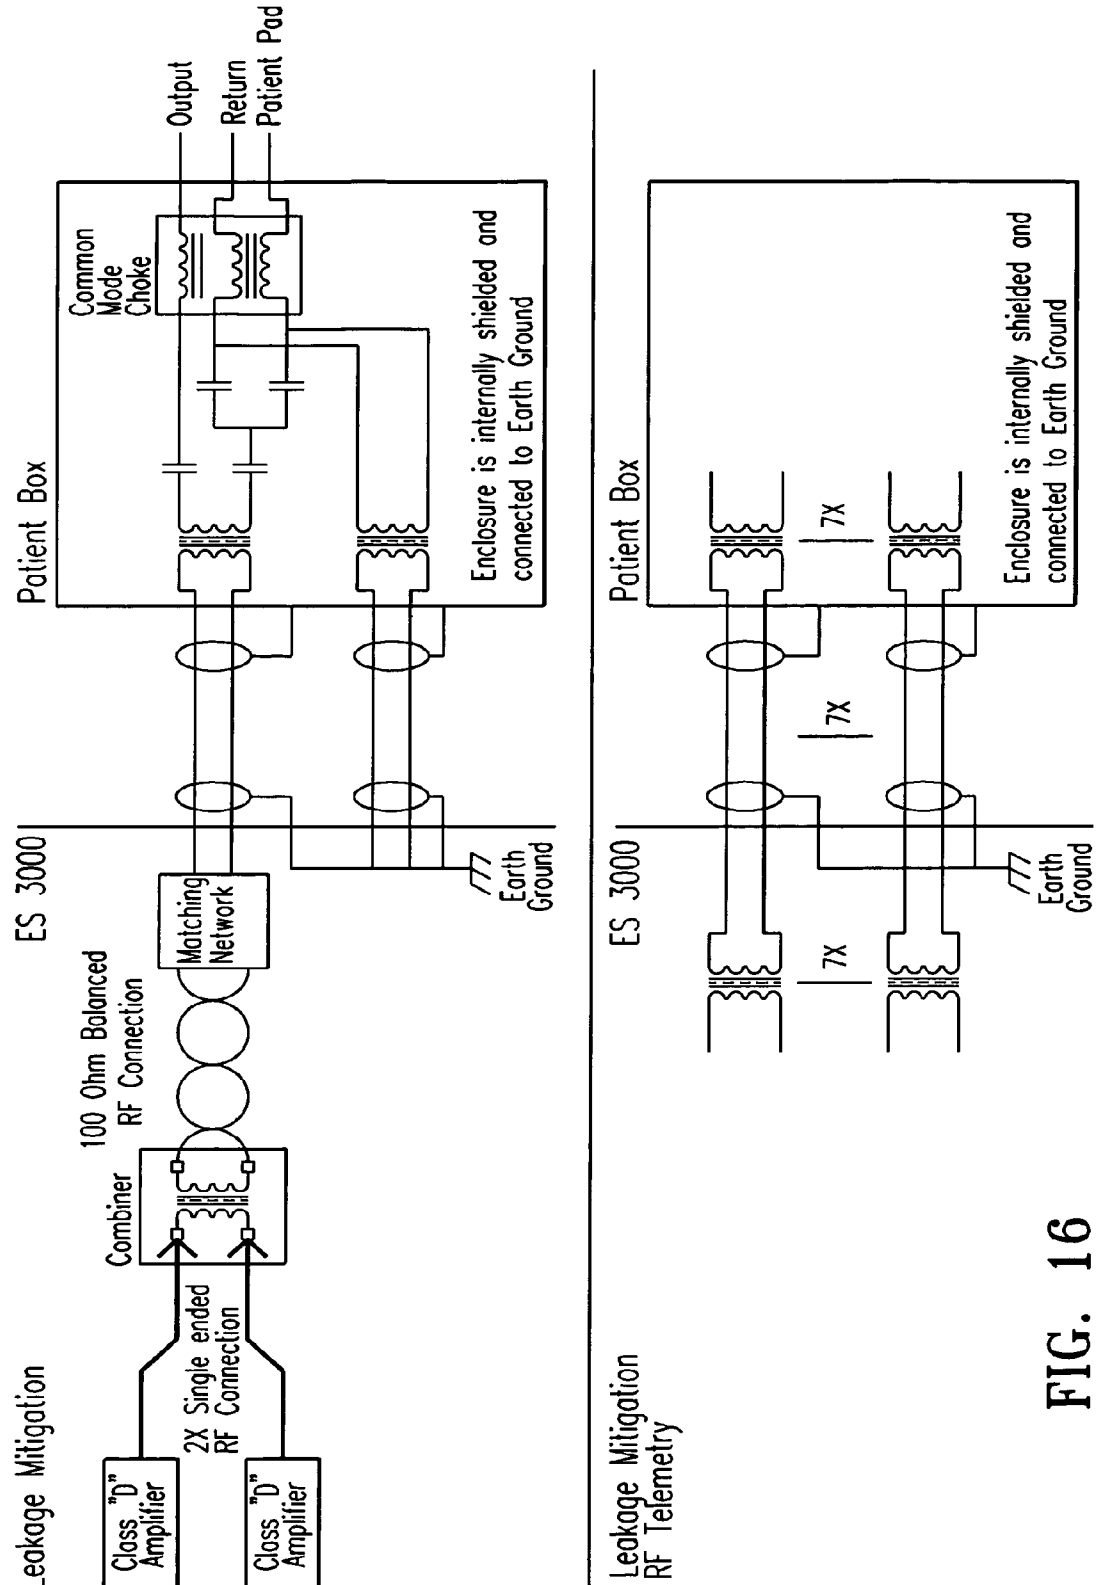 Leakage Mitigation
Class "D"
Amplifier
Class "D"
Amplifier
2X Single ended
RF Connection
Combiner
100 Ohm Balanced
RF Connection
ES 3000
Matching
Network
Earth
Ground
Patient Box
Common
Mode
Choke
Enclosure is internally shielded and
connected to Earth Ground
Output
Return
Patient Pad
Leakage Mitigation
RF Telemetry
ES 3000
7X
Earth
Ground
7X
Patient Box
7X
Enclosure is internally shielded and
connected to Earth Ground
FIG. 16